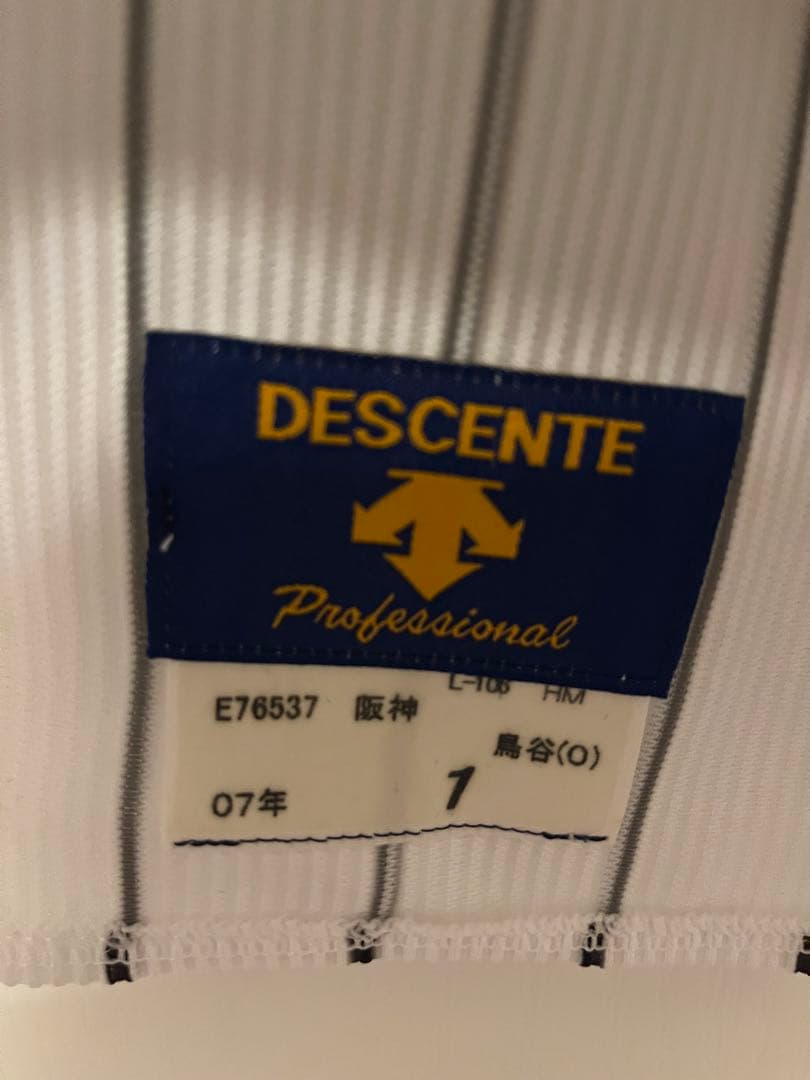 DESCENTE
Professional
L-106 HM
E76537 阪神
鳥谷(O)
07年 1